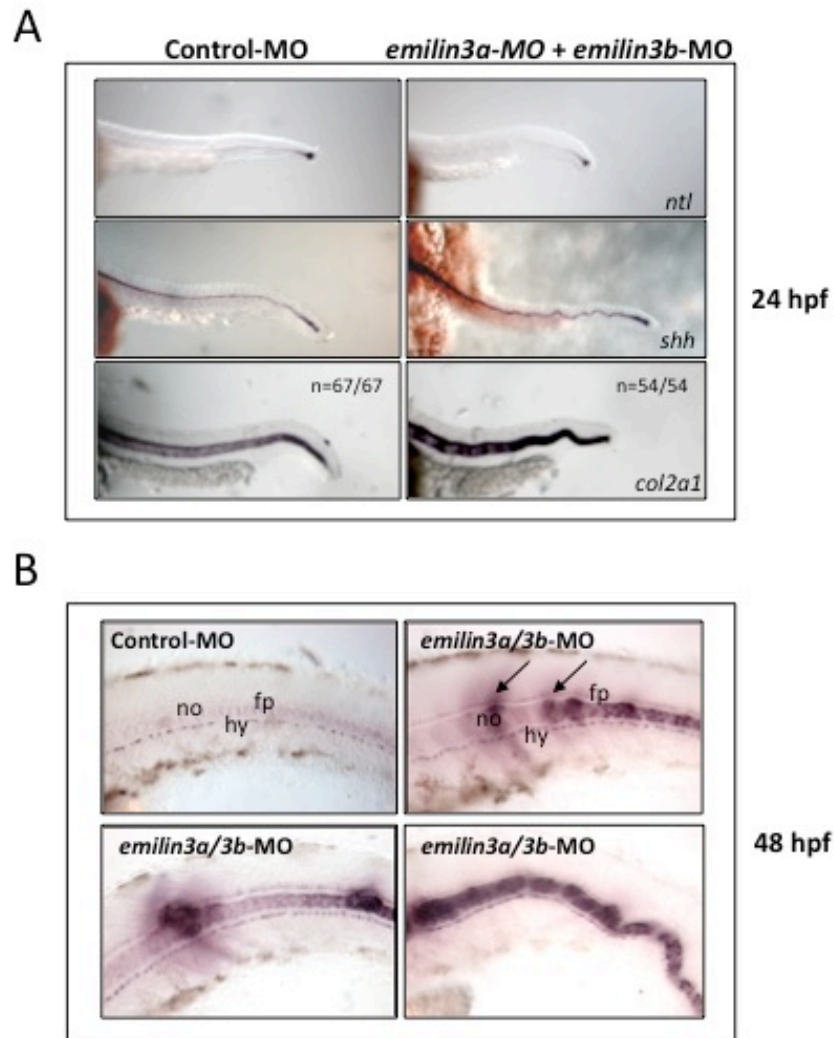 A
Control-MO emilin3a-MO + emilin3b-MO
ntl
24 hpf
shh
n=67/67 n=54/54
col2a1
B
Control-MO emilin3a/3b-MO
no fp hy
no fp hy
48 hpf
emilin3a/3b-MO emilin3a/3b-MO